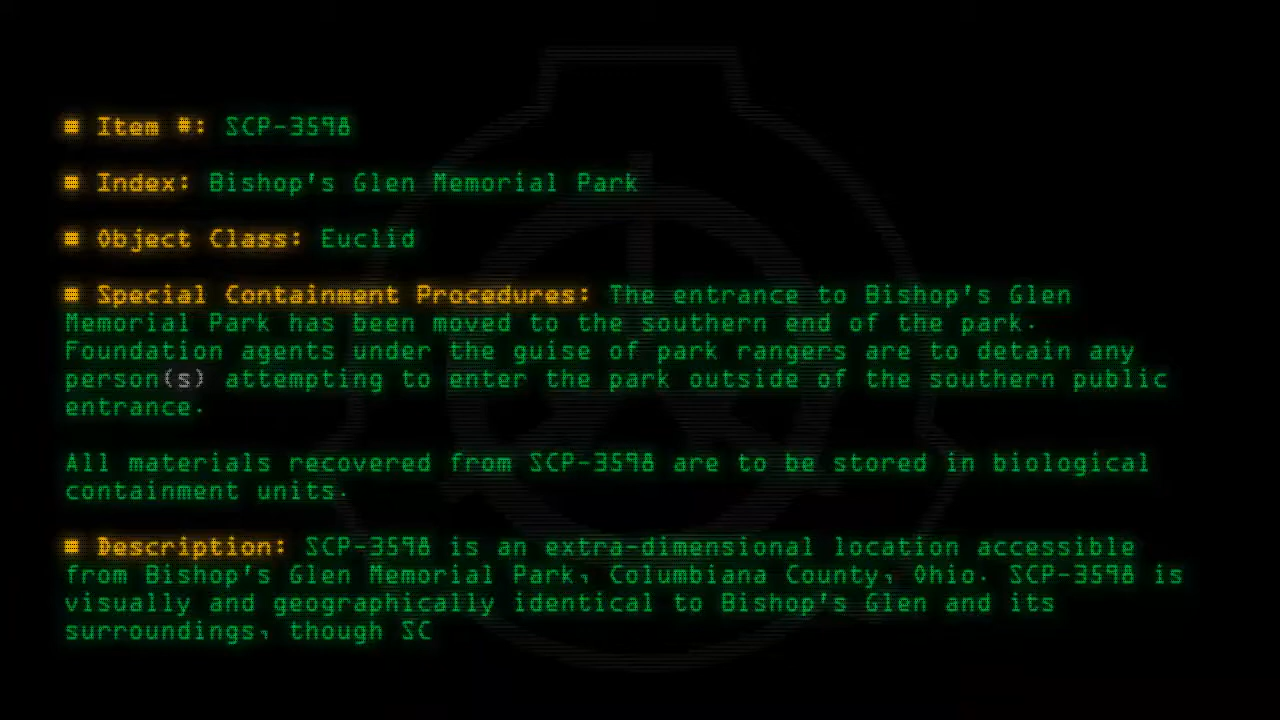 ■ Item #: SCP-3598
■ Index: Bishop's Glen Memorial Park
■ Object Class: Euclid
■ Special Containment Procedures: The entrance to Bishop's Glen
Memorial Park has been moved to the southern end of the park.
Foundation agents under the guise of park rangers are to detain any
person(s) attempting to enter the park outside of the southern public
entrance.
All materials recovered from SCP-3598 are to be stored in biological
containment units.
■ Description: SCP-3598 is an extra-dimensional location accessible
from Bishop's Glen Memorial Park, Columbiana County, Ohio. SCP-3598 is
visually and geographically identical to Bishop's Glen and its
surroundings, though SC